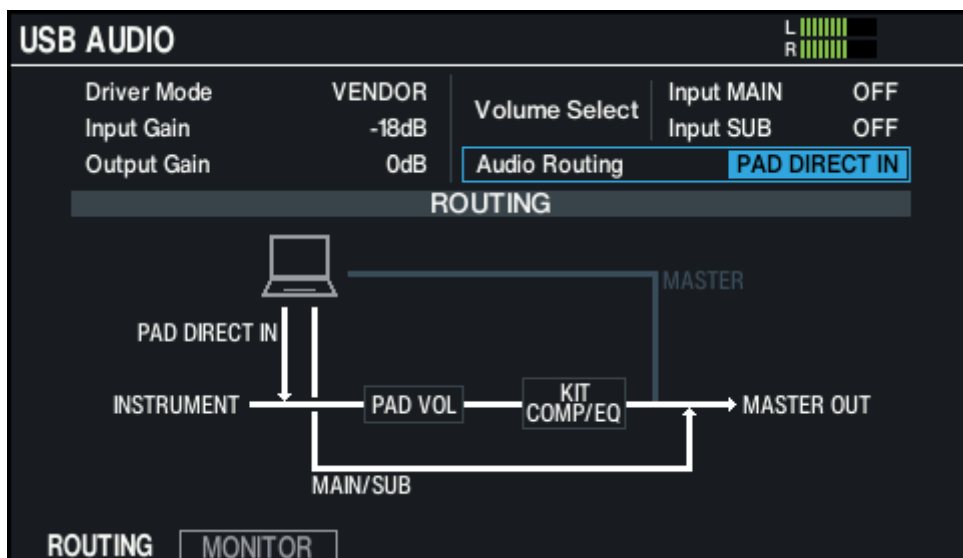 USB AUDIO
L
R
Driver Mode VENDOR
Input Gain -18dB
Output Gain 0dB
Volume Select
Input MAIN OFF
Input SUB OFF
Audio Routing PAD DIRECT IN
ROUTING
MASTER
PAD DIRECT IN
INSTRUMENT
PAD VOL
KIT
COMP/EQ
MASTER OUT
MAIN/SUB
ROUTING MONITOR